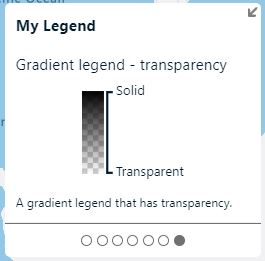 My Legend
Gradient legend - transparency
Solid
Transparent
A gradient legend that has transparency.